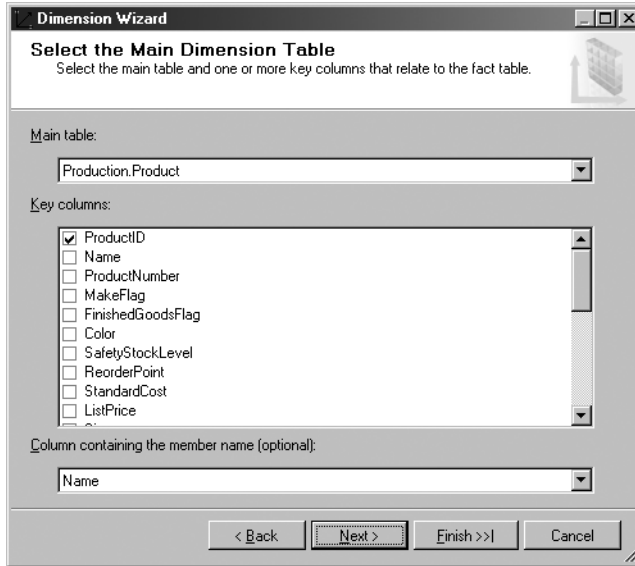 Dimension Wizard
Select the Main Dimension Table
Select the main table and one or more key columns that relate to the fact table.
Main table:
Production.Product
Key columns:
ProductID
Name
ProductNumber
MakeFlag
FinishedGoodsFlag
Color
SafetyStockLevel
ReorderPoint
StandardCost
ListPrice
Column containing the member name (optional):
Name
< Back Next > Finish >>| Cancel